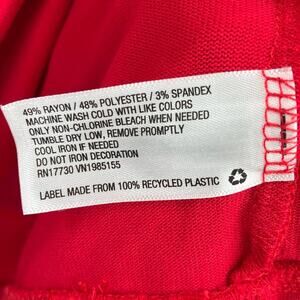 49% RAYON / 48% POLYESTER / 3% SPANDEX
MACHINE WASH COLD WITH LIKE COLORS
ONLY NON-CHLORINE BLEACH WHEN NEEDED
TUMBLE DRY LOW, REMOVE PROMPTLY
COOL IRON IF NEEDED
DO NOT IRON DECORATION
RN17730 VN1985155
LABEL MADE FROM 100% RECYCLED PLASTIC